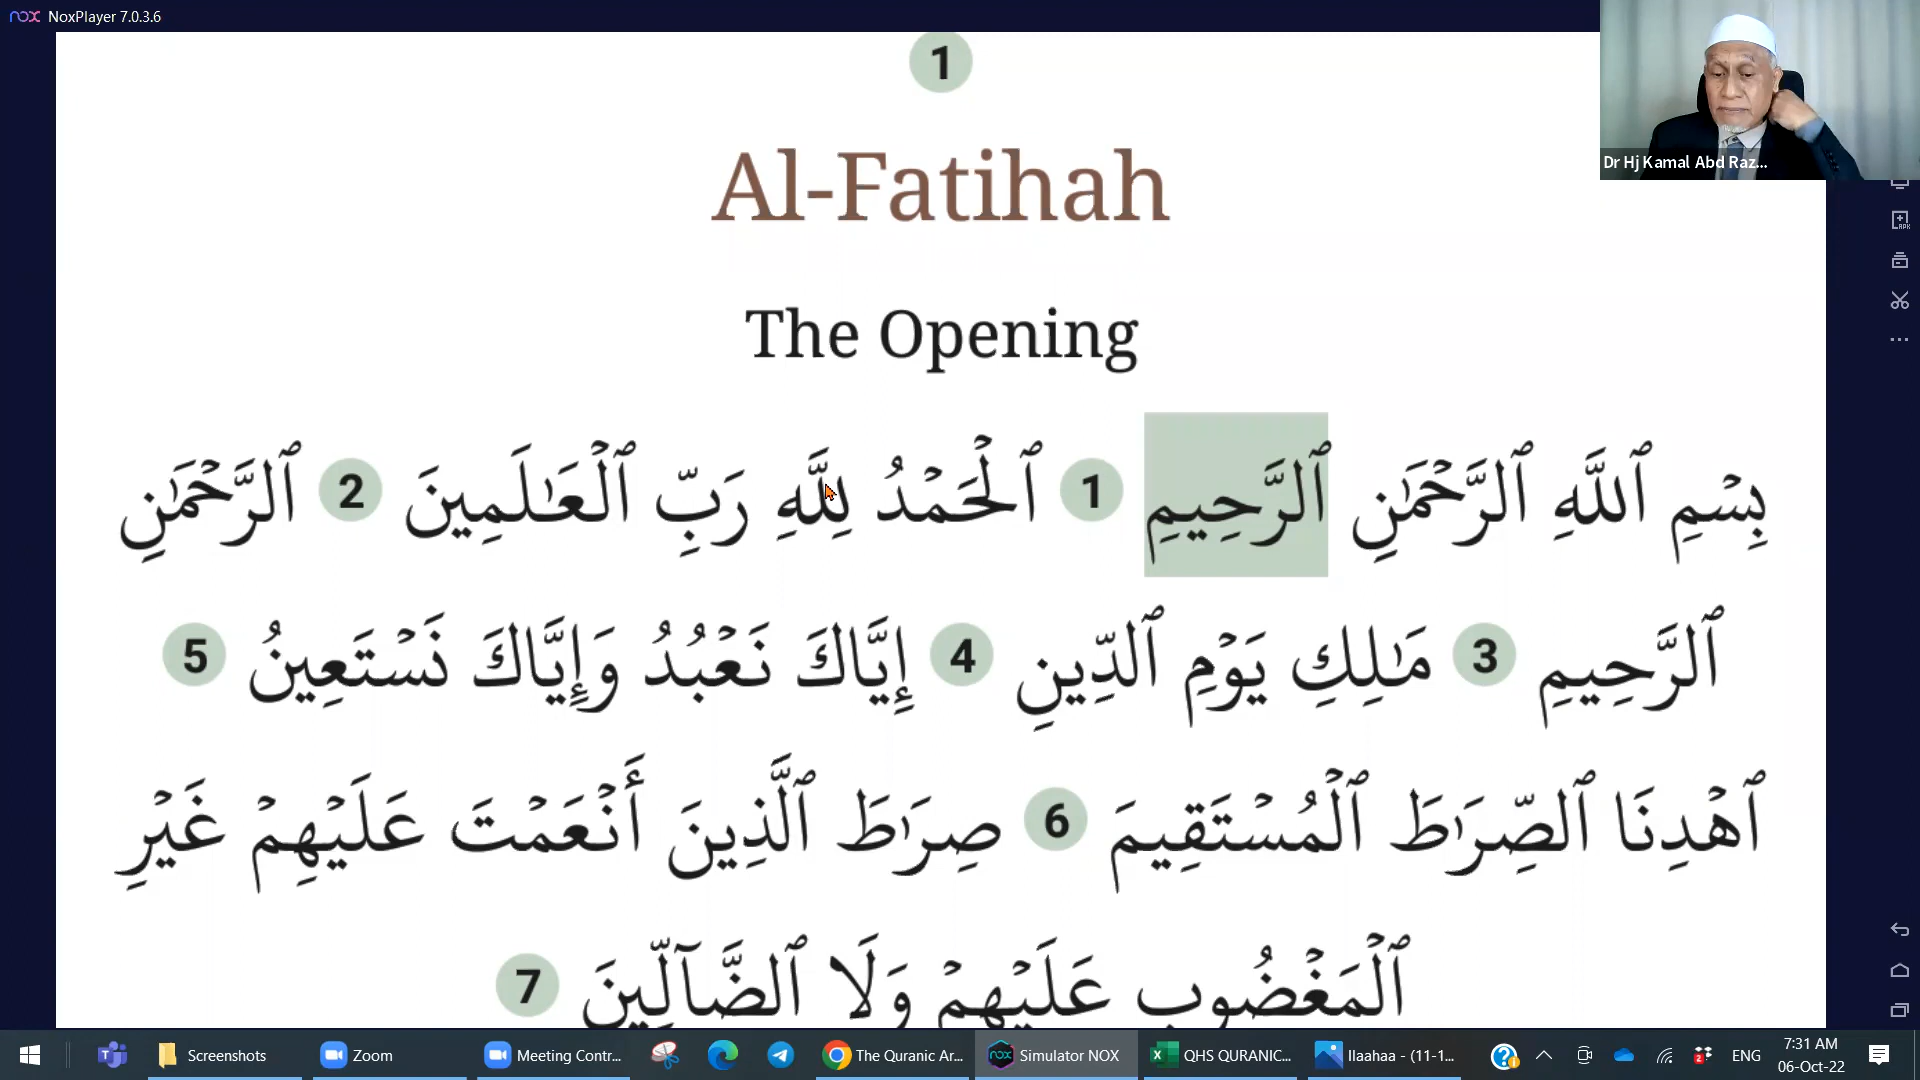 nox NoxPlayer 7.0.3.6
Dr Hj Kamal Abd Raz...
1
Al-Fatihah
The Opening
بِسۡمِ ٱللَّهِ ٱلرَّحۡمَٰنِ ٱلرَّحِيمِ 1 ٱلۡحَمۡدُ لِلَّهِ رَبِّ ٱلۡعَٰلَمِينَ 2 ٱلرَّحۡمَٰنِ
ٱلرَّحِيمِ 3 مَٰلِكِ يَوۡمِ ٱلدِّينِ 4 إِيَّاكَ نَعۡبُدُ وَإِيَّاكَ نَسۡتَعِينُ 5
ٱهۡدِنَا ٱلصِّرَٰطَ ٱلۡمُسۡتَقِيمَ 6 صِرَٰطَ ٱلَّذِينَ أَنۡعَمۡتَ عَلَيۡهِمۡ غَيۡرِ
ٱلۡمَغۡضُوبِ عَلَيۡهِمۡ وَلَا ٱلضَّآلِّينَ 7
Screenshots Zoom Meeting Contr... The Quranic Ar... nox Simulator NOX QHS QURANIC... Ilaahaa - (11-1... 2 ENG 7:31 AM
06-Oct-22